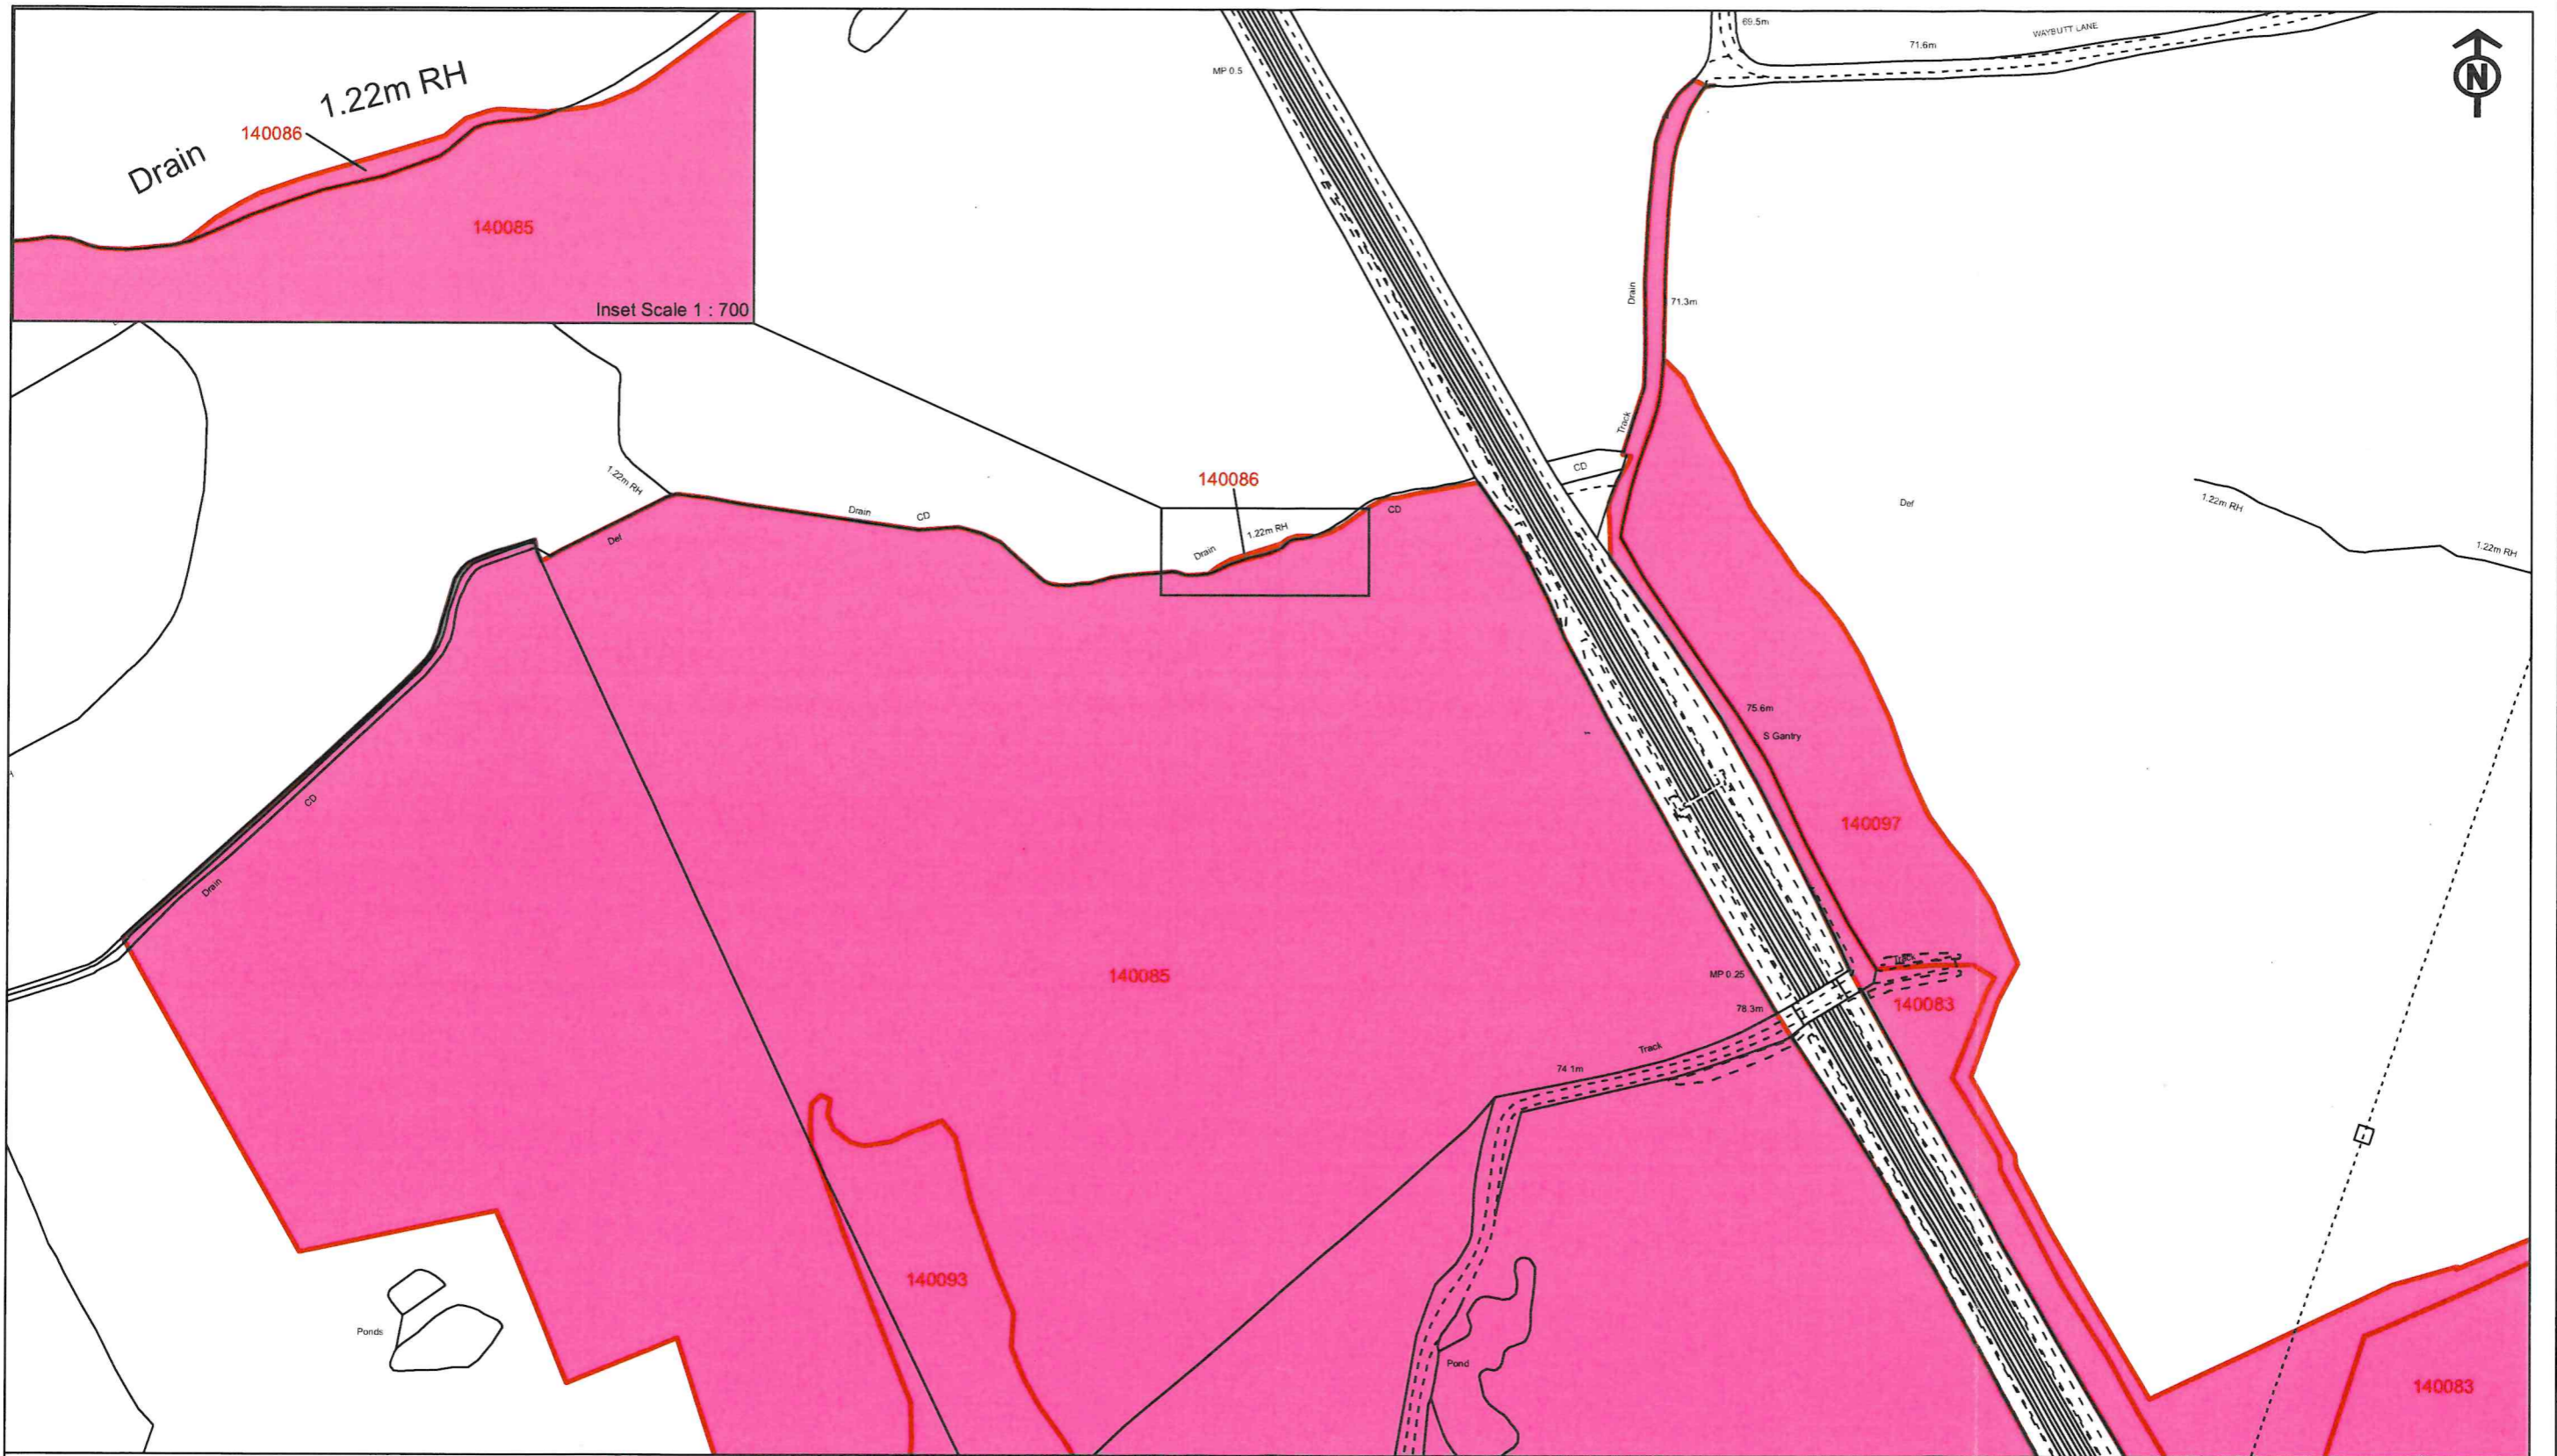 1.22m RH
Drain
140086
140085
Inset Scale 1 : 700
MP 0.5
69.5m
71.6m
WAYBUTT LANE
N
Drain
71.3m
Track
CD
1.22m RH
Def
Drain
CD
140086
Drain
1.22m RH
CD
Def
1.22m RH
1.22m RH
75.6m
S Gantry
140097
CD
Drain
140085
MP 0.25
78.3m
Track
140083
Track
74.1m
140093
Ponds
Pond
140083